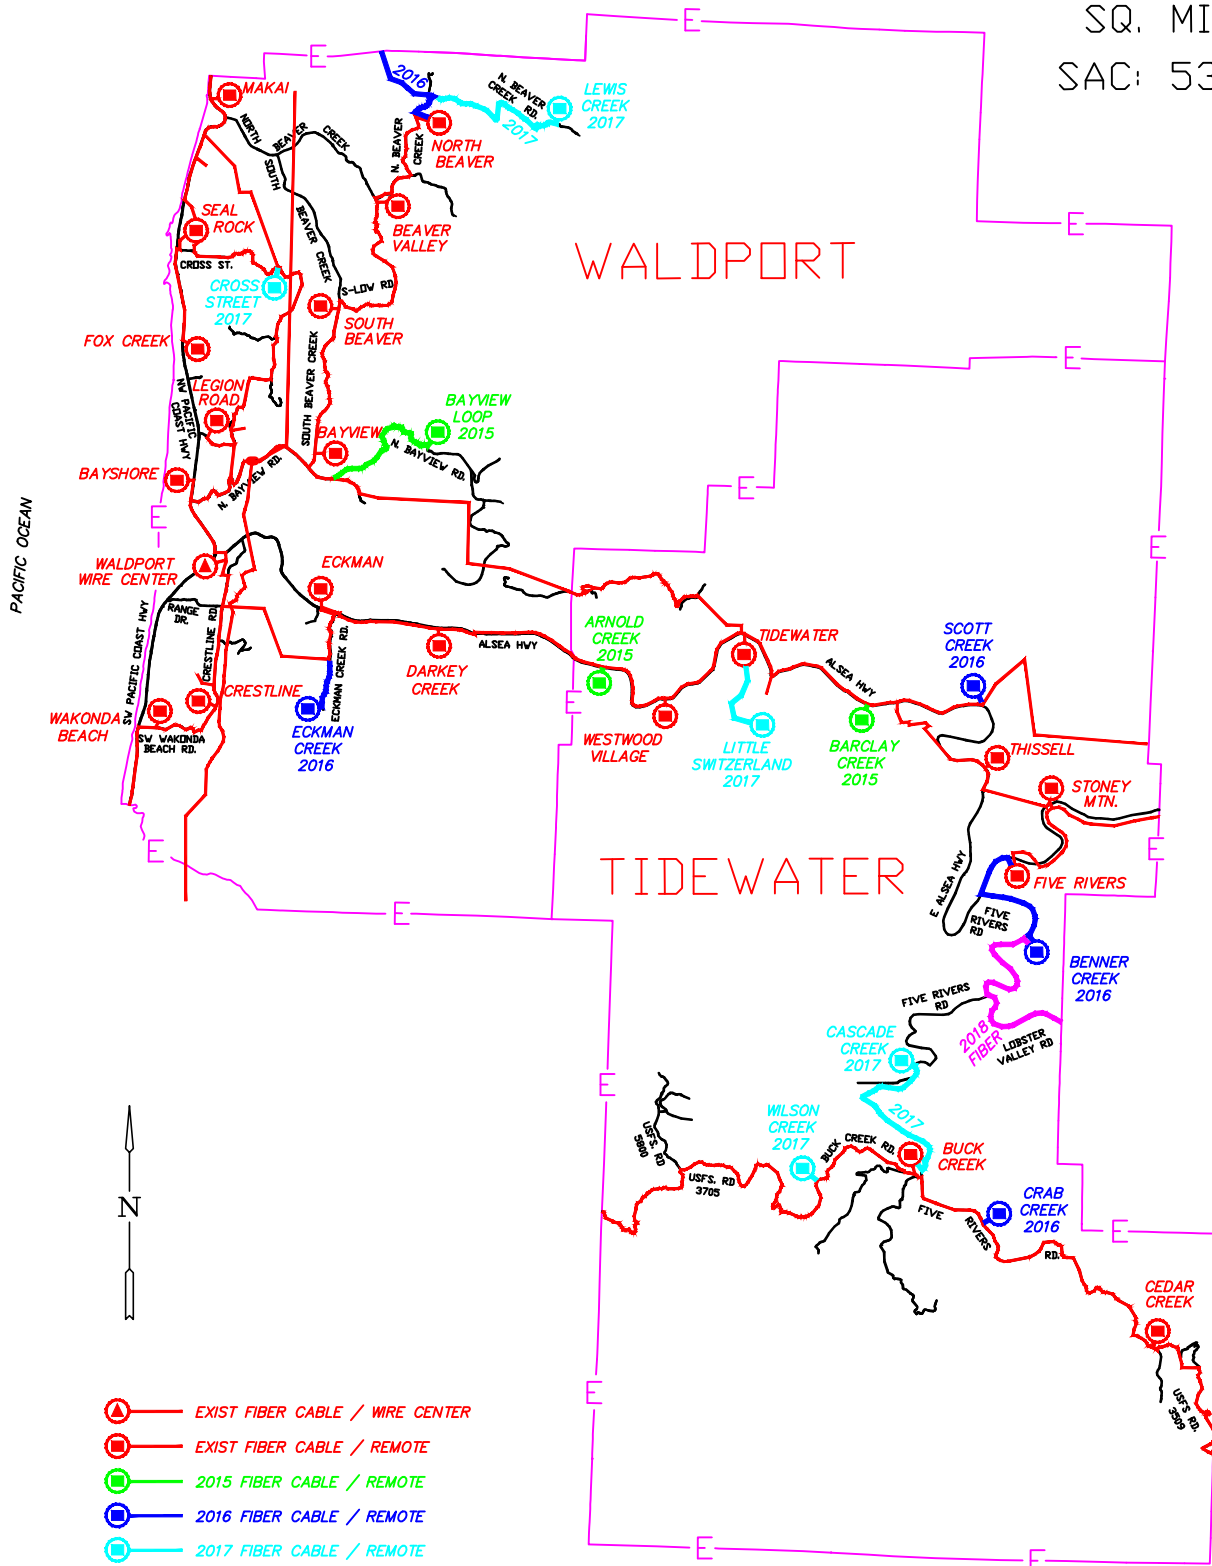 SQ. MI
SAC: 53
E
E
MAKAI
2016
N. BEAVER
CREEK RD.
2017
LEWIS
CREEK
2017
NORTH
BEAVER
CREEK
SOUTH
BEAVER
CREEK
N. BEAVER
CREEK
NORTH
BEAVER
BEAVER
VALLEY
SEAL
ROCK
CROSS ST.
CROSS
STREET
2017
S-LOW RD
SOUTH
BEAVER
WALDPORT
E
E
FOX CREEK
NW PACIFIC
COAST HWY
LEGION
ROAD
SOUTH BEAVER CREEK
BAYVIEW
BAYVIEW
LOOP
2015
N. BAYVIEW RD.
BAYSHORE
N. BAYVIEW RD.
E
E
E
PACIFIC OCEAN
WALDPORT
WIRE CENTER
ECKMAN
RANGE
DR.
SW PACIFIC COAST HWY
CRESTLINE RD.
CRESTLINE
ECKMAN CREEK RD.
ECKMAN
CREEK
2016
WAKONDA
BEACH
SW WAKONDA
BEACH RD.
DARKEY
CREEK
ALSEA HWY
ARNOLD
CREEK
2015
E
WESTWOOD
VILLAGE
TIDEWATER
LITTLE
SWITZERLAND
2017
ALSEA HWY
BARCLAY
CREEK
2015
SCOTT
CREEK
2016
THISSELL
STONEY
MTN.
E
E
TIDEWATER
E ALSEA HWY
FIVE RIVERS
FIVE
RIVERS
RD
E
BENNER
CREEK
2016
FIVE RIVERS
RD
2018
FIBER
LOBSTER
VALLEY RD
CASCADE
CREEK
2017
E
2017
WILSON
CREEK
2017
USFS. RD
5800
USFS. RD
3705
BUCK CREEK RD.
BUCK
CREEK
FIVE
RIVERS
RD.
CRAB
CREEK
2016
E
N
CEDAR
CREEK
USFS RD.
3509
E
EXIST FIBER CABLE / WIRE CENTER
EXIST FIBER CABLE / REMOTE
2015 FIBER CABLE / REMOTE
2016 FIBER CABLE / REMOTE
2017 FIBER CABLE / REMOTE
E
E